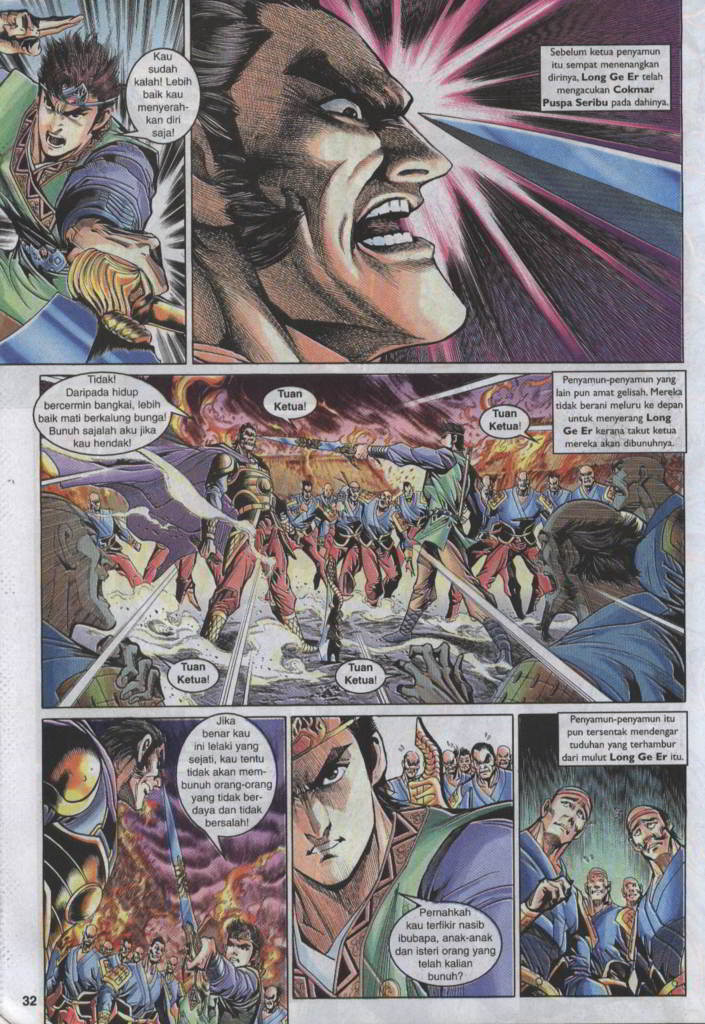 Kau
sudah
kalah! Lebih
baik kau
menyerah-
kan diri
saja!
Sebelum ketua penyamun
itu sempat menenangkan
dirinya, Long Ge Er telah
mengacukan Cokmar
Puspa Seribu pada dahinya.
Tidak!
Daripada hidup
bercermin bangkai, lebih
baik mati berkalung bunga!
Bunuh sajalah aku jika
kau hendak!
Tuan
Ketua!
Tuan
Ketua!
Penyamun-penyamun yang
lain pun amat gelisah. Mereka
tidak berani meluru ke depan
untuk menyerang Long
Ge Er kerana takut ketua
mereka akan dibunuhnya.
Tuan
Ketua!
Tuan
Ketua!
Jika
benar kau
ini lelaki yang
sejati, kau tentu
tidak akan mem-
bunuh orang-orang
yang tidak ber-
daya dan tidak
bersalah!
Pernahkah
kau terfikir nasib
ibubapa, anak-anak
dan isteri orang yang
telah kalian
bunuh?
Penyamun-penyamun itu
pun tersentak mendengar
tuduhan yang terhambur
dari mulut Long Ge Er itu.
32